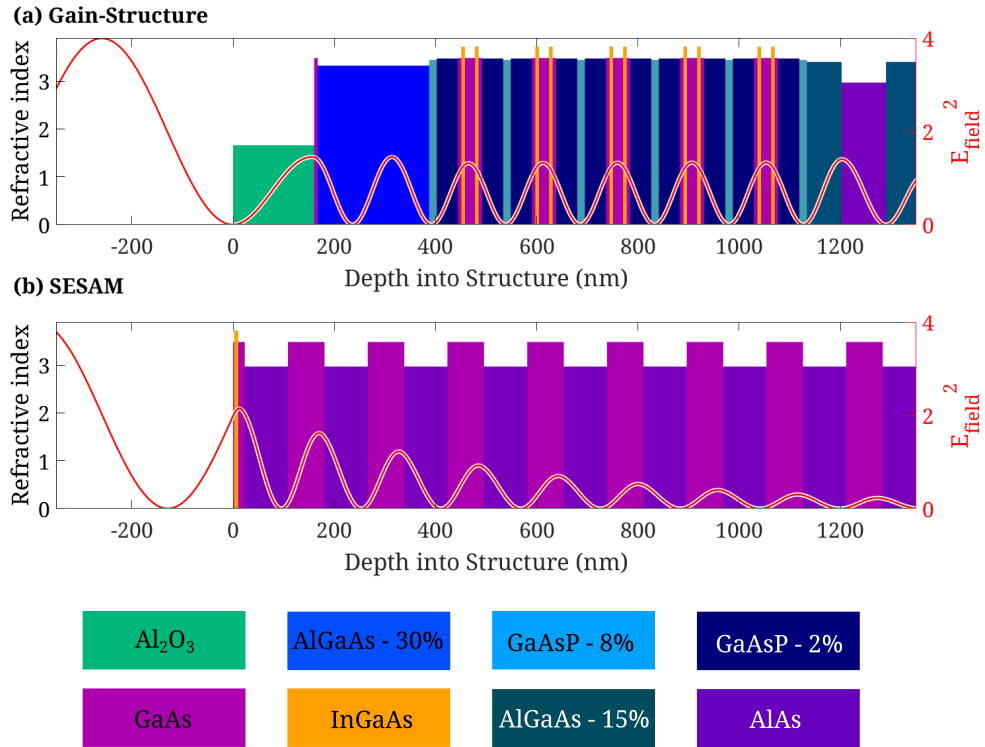 (a) Gain-Structure
Refractive index
3
2
1
0
4
2
0
E_field^2
-200 0 200 400 600 800 1000 1200
Depth into Structure (nm)
(b) SESAM
Refractive index
3
2
1
0
4
2
0
E_field^2
-200 0 200 400 600 800 1000 1200
Depth into Structure (nm)
Al₂O₃ AlGaAs - 30% GaAsP - 8% GaAsP - 2%
GaAs InGaAs AlGaAs - 15% AlAs